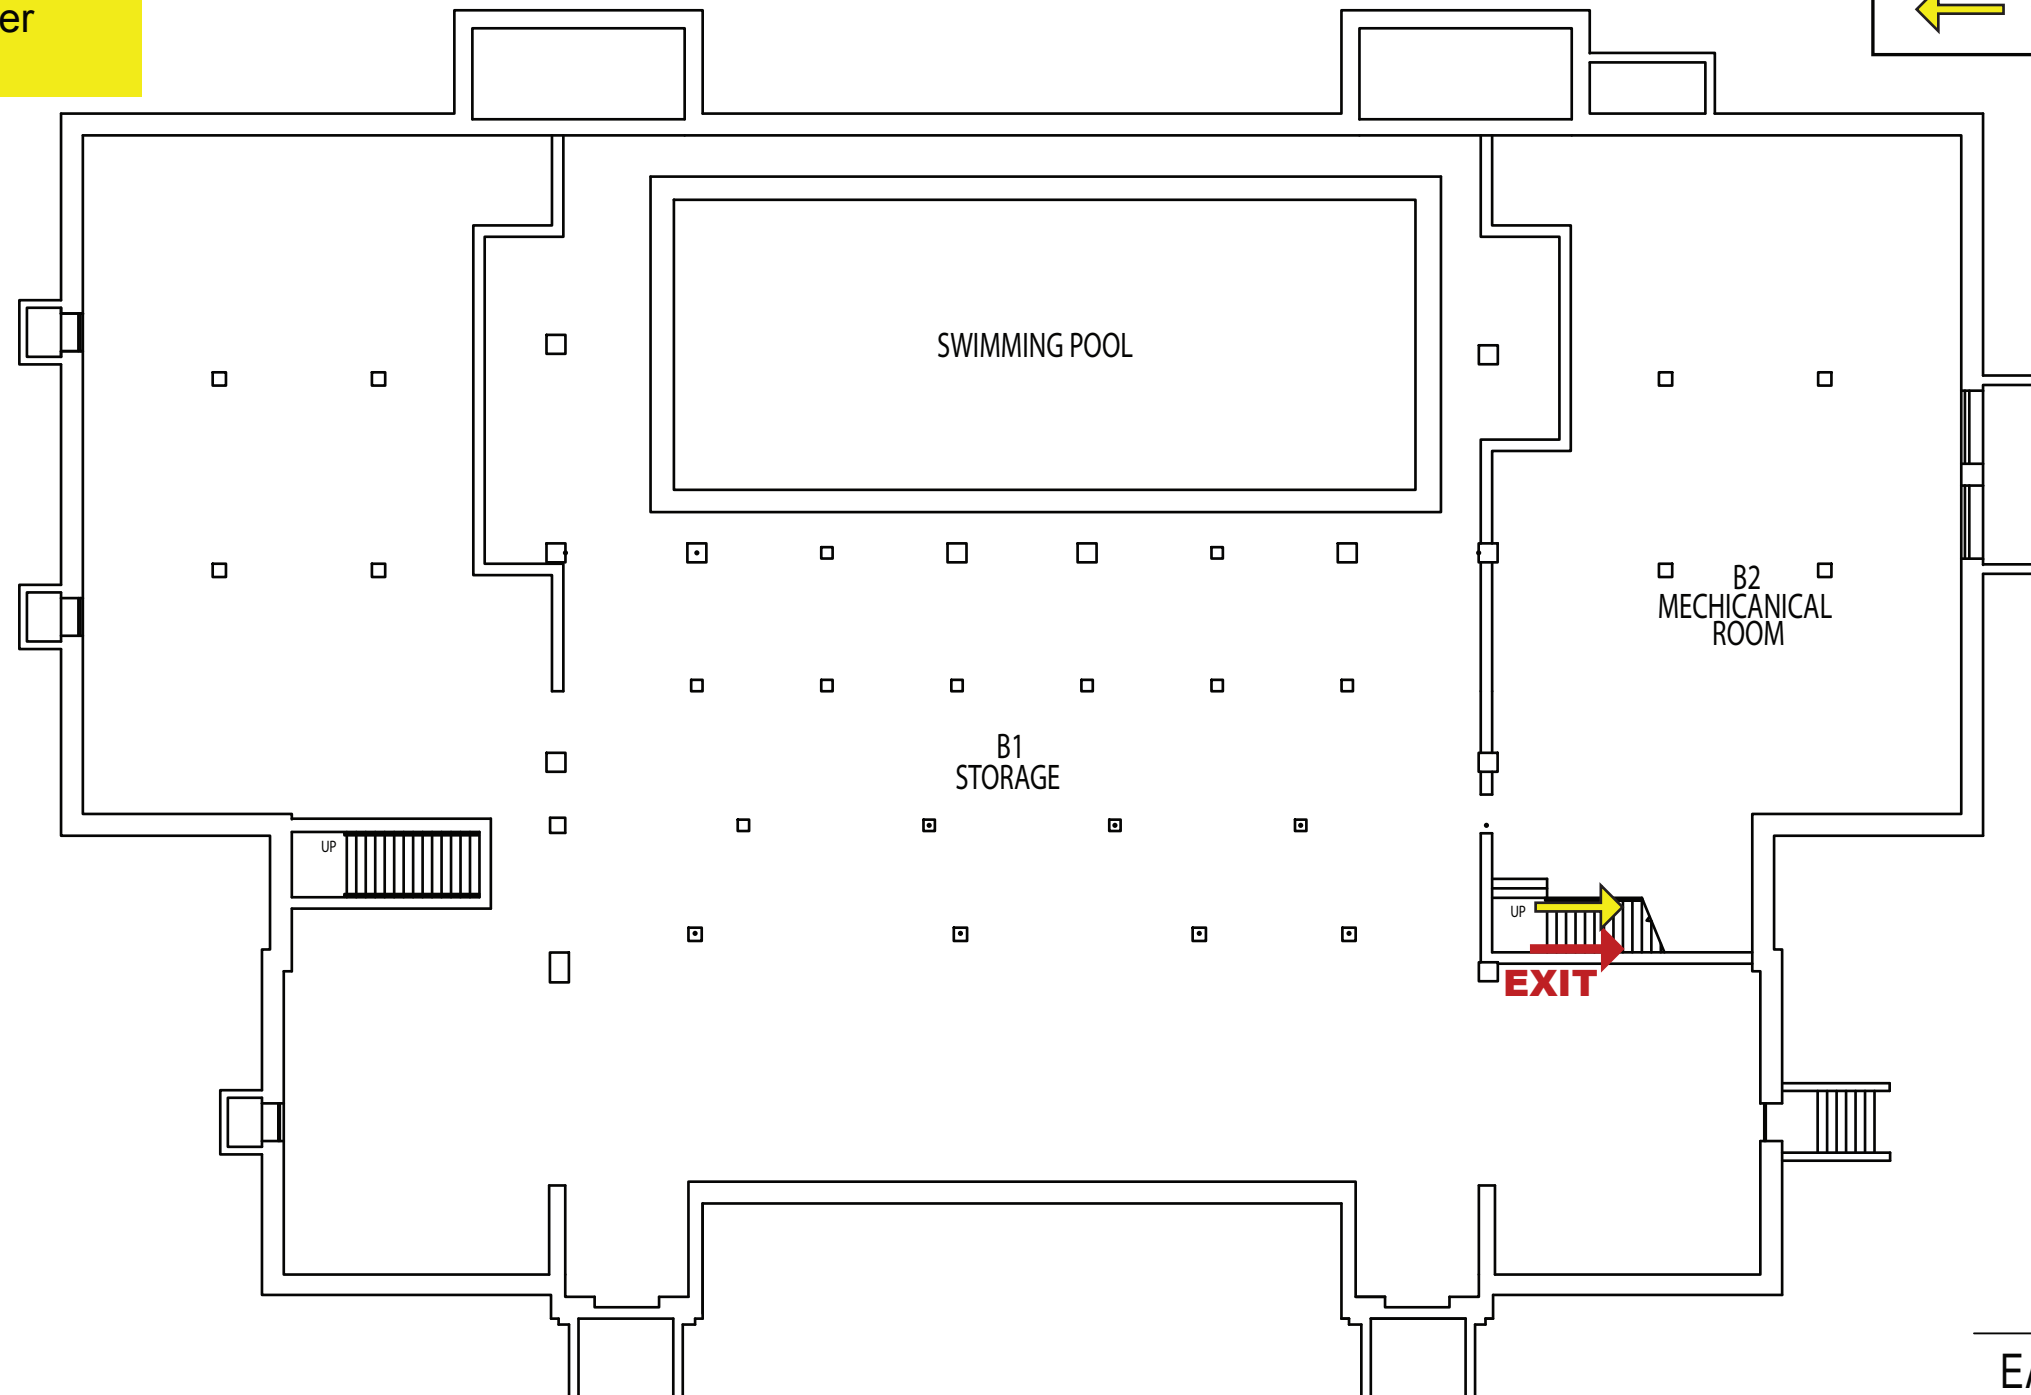 er
SWIMMING POOL
B2
MECHICANICAL
ROOM
B1
STORAGE
UP
UP
EXIT